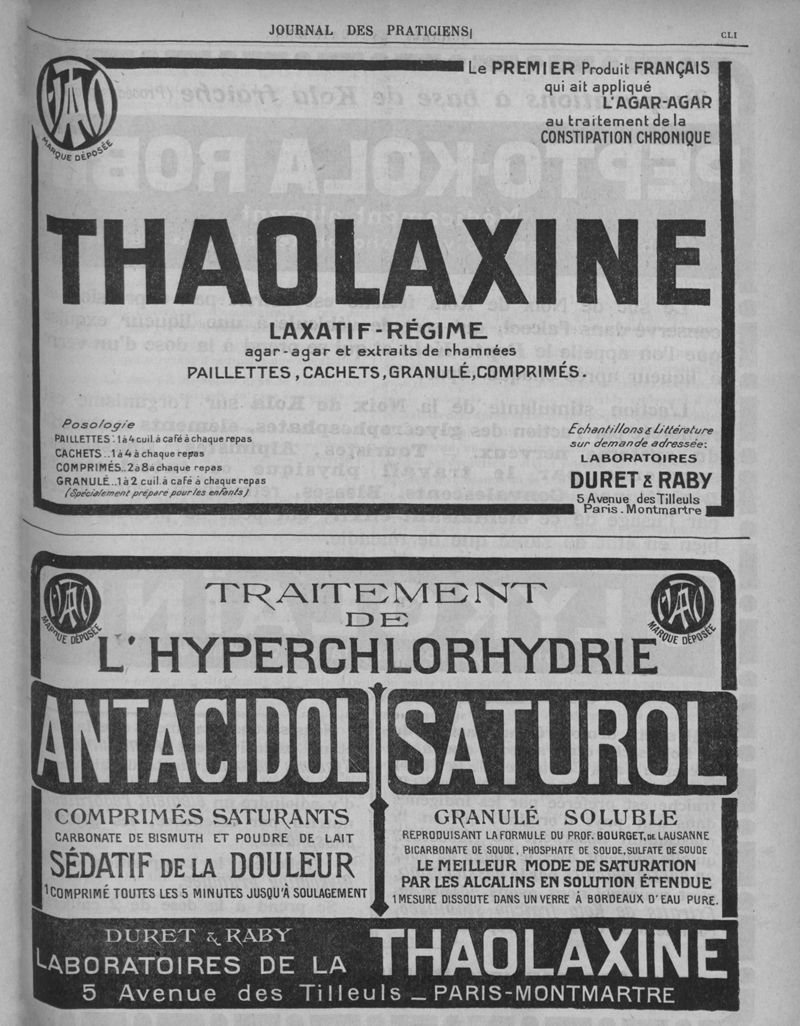 JOURNAL DES PRATICIENS
CLI
MARQUE DÉPOSÉE
Le PREMIER Produit FRANÇAIS
qui ait appliqué
L'AGAR-AGAR
au traitement de la
CONSTIPATION CHRONIQUE
THAOLAXINE
LAXATIF-RÉGIME
agar-agar et extraits de rhamnées
PAILLETTES, CACHETS, GRANULÉ, COMPRIMÉS.
Posologie
PAILLETTES: 1 à 4 cuil. à café à chaque repas
CACHETS..1 à 4 à chaque repas
COMPRIMÉS..2 à 8 à chaque repas
GRANULÉ..1 à 2 cuil. à café à chaque repas
(Spécialement préparé pour les enfants)
Echantillons & Littérature
sur demande adressée:
LABORATOIRES
DURET & RABY
5 Avenue des Tilleuls
Paris. Montmartre
MARQUE DÉPOSÉE
TRAITEMENT
DE
L'HYPERCHLORHYDRIE
MARQUE DÉPOSÉE
ANTACIDOL
COMPRIMÉS SATURANTS
CARBONATE DE BISMUTH ET POUDRE DE LAIT
SÉDATIF DE LA DOULEUR
1 COMPRIMÉ TOUTES LES 5 MINUTES JUSQU'À SOULAGEMENT
SATUROL
GRANULÉ SOLUBLE
REPRODUISANT LA FORMULE DU PROF. BOURGET, DE LAUSANNE
BICARBONATE DE SOUDE, PHOSPHATE DE SOUDE, SULFATE DE SOUDE
LE MEILLEUR MODE DE SATURATION
PAR LES ALCALINS EN SOLUTION ÉTENDUE
1 MESURE DISSOUTE DANS UN VERRE À BORDEAUX D'EAU PURE.
DURET & RABY
LABORATOIRES DE LA THAOLAXINE
5 Avenue des Tilleuls _ PARIS-MONTMARTRE